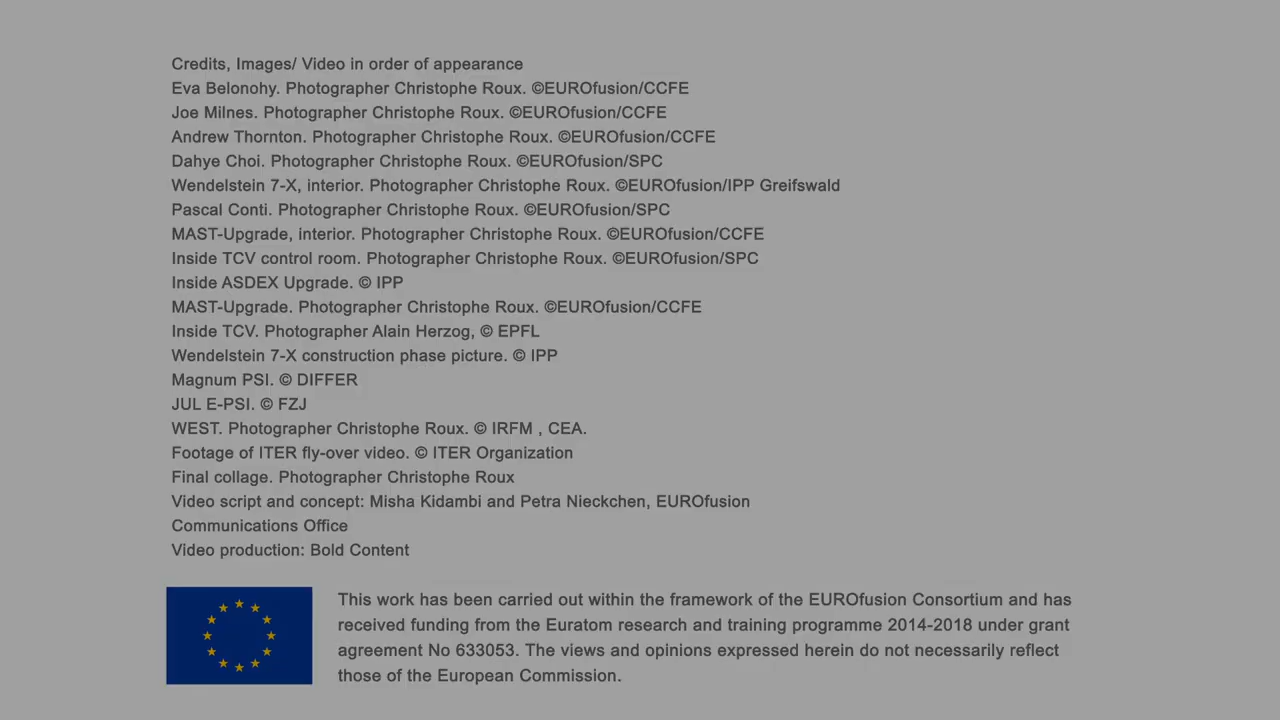 Credits, Images/ Video in order of appearance
Eva Belonohy. Photographer Christophe Roux. ©EUROfusion/CCFE
Joe Milnes. Photographer Christophe Roux. ©EUROfusion/CCFE
Andrew Thornton. Photographer Christophe Roux. ©EUROfusion/CCFE
Dahye Choi. Photographer Christophe Roux. ©EUROfusion/SPC
Wendelstein 7-X, interior. Photographer Christophe Roux. ©EUROfusion/IPP Greifswald
Pascal Conti. Photographer Christophe Roux. ©EUROfusion/SPC
MAST-Upgrade, interior. Photographer Christophe Roux. ©EUROfusion/CCFE
Inside TCV control room. Photographer Christophe Roux. ©EUROfusion/SPC
Inside ASDEX Upgrade. © IPP
MAST-Upgrade. Photographer Christophe Roux. ©EUROfusion/CCFE
Inside TCV. Photographer Alain Herzog, © EPFL
Wendelstein 7-X construction phase picture. © IPP
Magnum PSI. © DIFFER
JUL E-PSI. © FZJ
WEST. Photographer Christophe Roux. © IRFM , CEA.
Footage of ITER fly-over video. © ITER Organization
Final collage. Photographer Christophe Roux
Video script and concept: Misha Kidambi and Petra Nieckchen, EUROfusion
Communications Office
Video production: Bold Content
This work has been carried out within the framework of the EUROfusion Consortium and has
received funding from the Euratom research and training programme 2014-2018 under grant
agreement No 633053. The views and opinions expressed herein do not necessarily reflect
those of the European Commission.